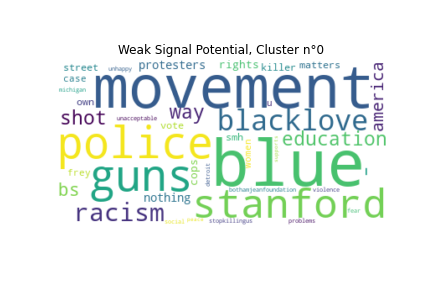 Weak Signal Potential, Cluster n°0
street unhappy protesters rights killer matters
case
michigan own movement u america
shot unacceptable way blacklove
vote
police smh education
frey cops guns detroit women blue
bs nothing bothamjeanfoundation violence
racism stanford fear
social stopkillingus problems